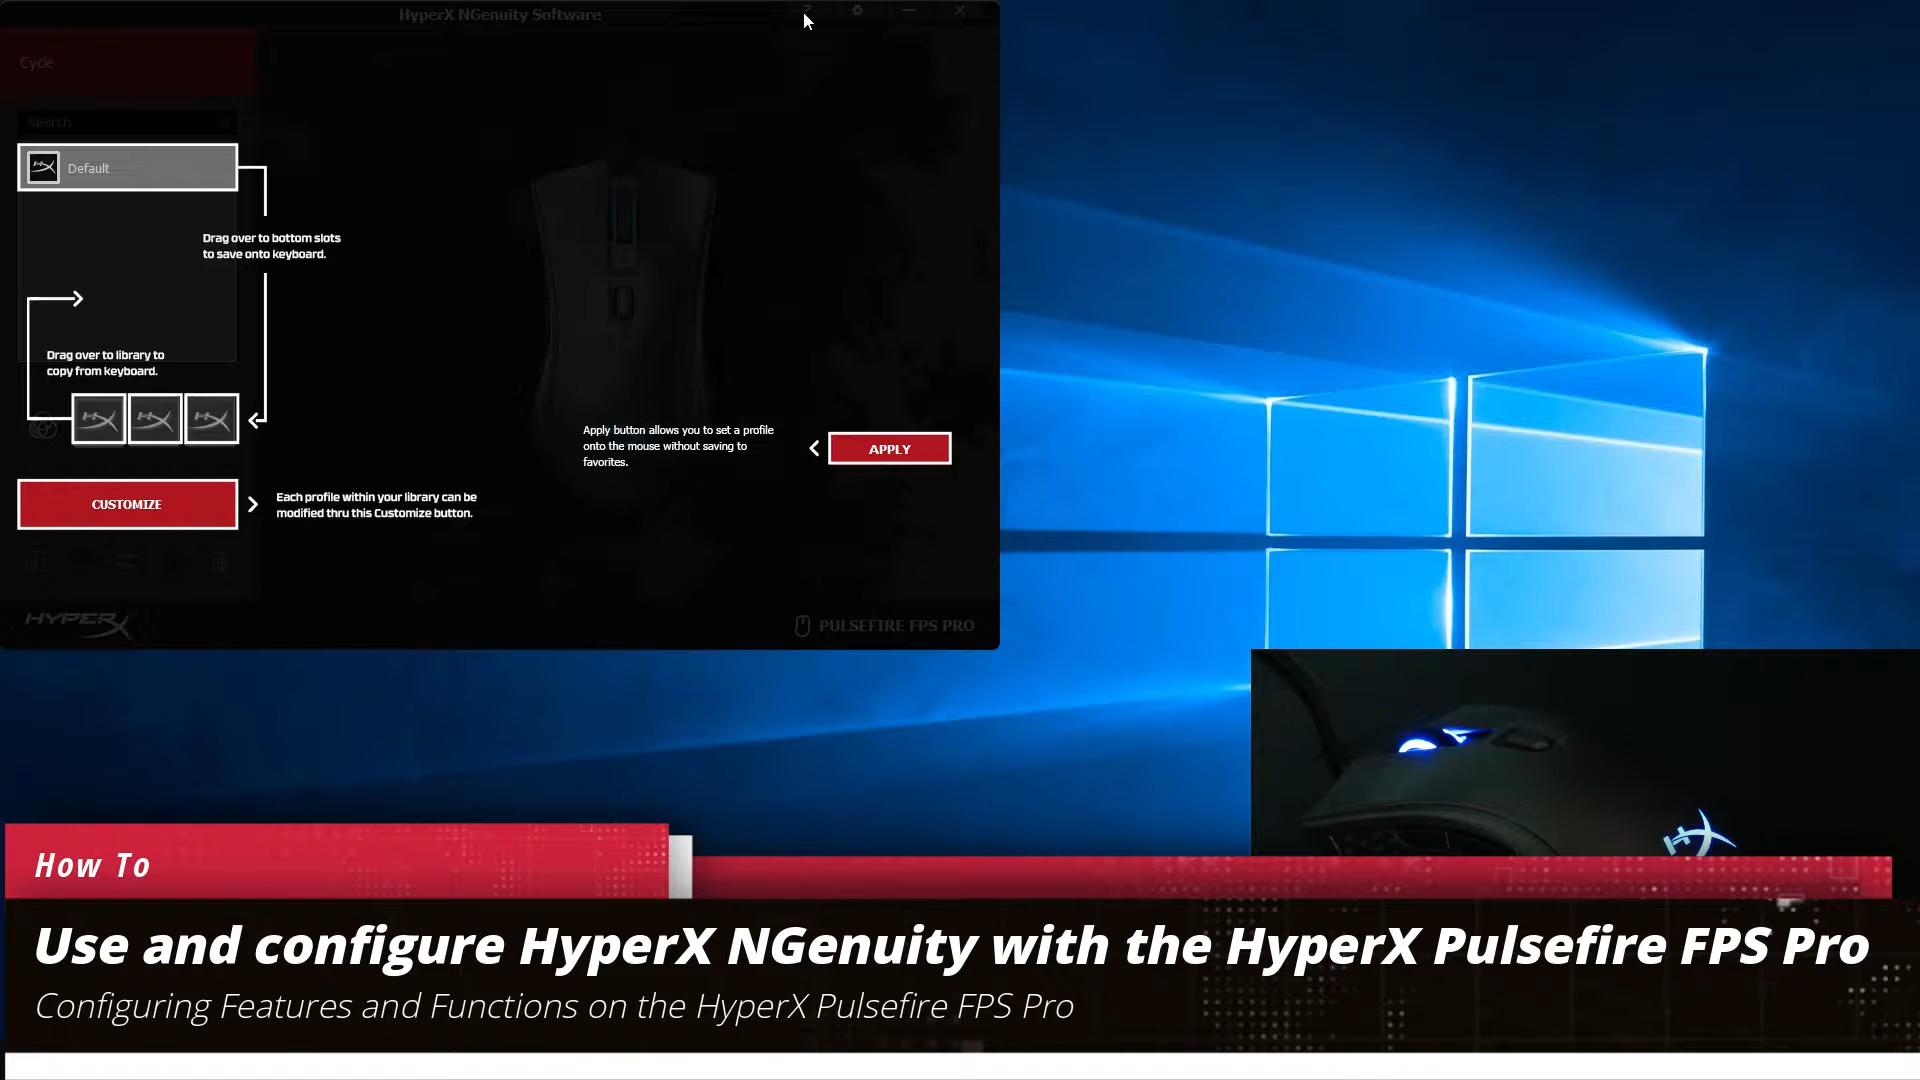 HyperX NGenuity Software
?
Cycle
Search
Default
Drag over to bottom slots
to save onto keyboard.
Drag over to library to
copy from keyboard.
Apply button allows you to set a profile
onto the mouse without saving to
favorites.
APPLY
CUSTOMIZE
Each profile within your library can be
modified thru this Customize button.
HYPERX
PULSEFIRE FPS PRO
How To
Use and configure HyperX NGenuity with the HyperX Pulsefire FPS Pro
Configuring Features and Functions on the HyperX Pulsefire FPS Pro